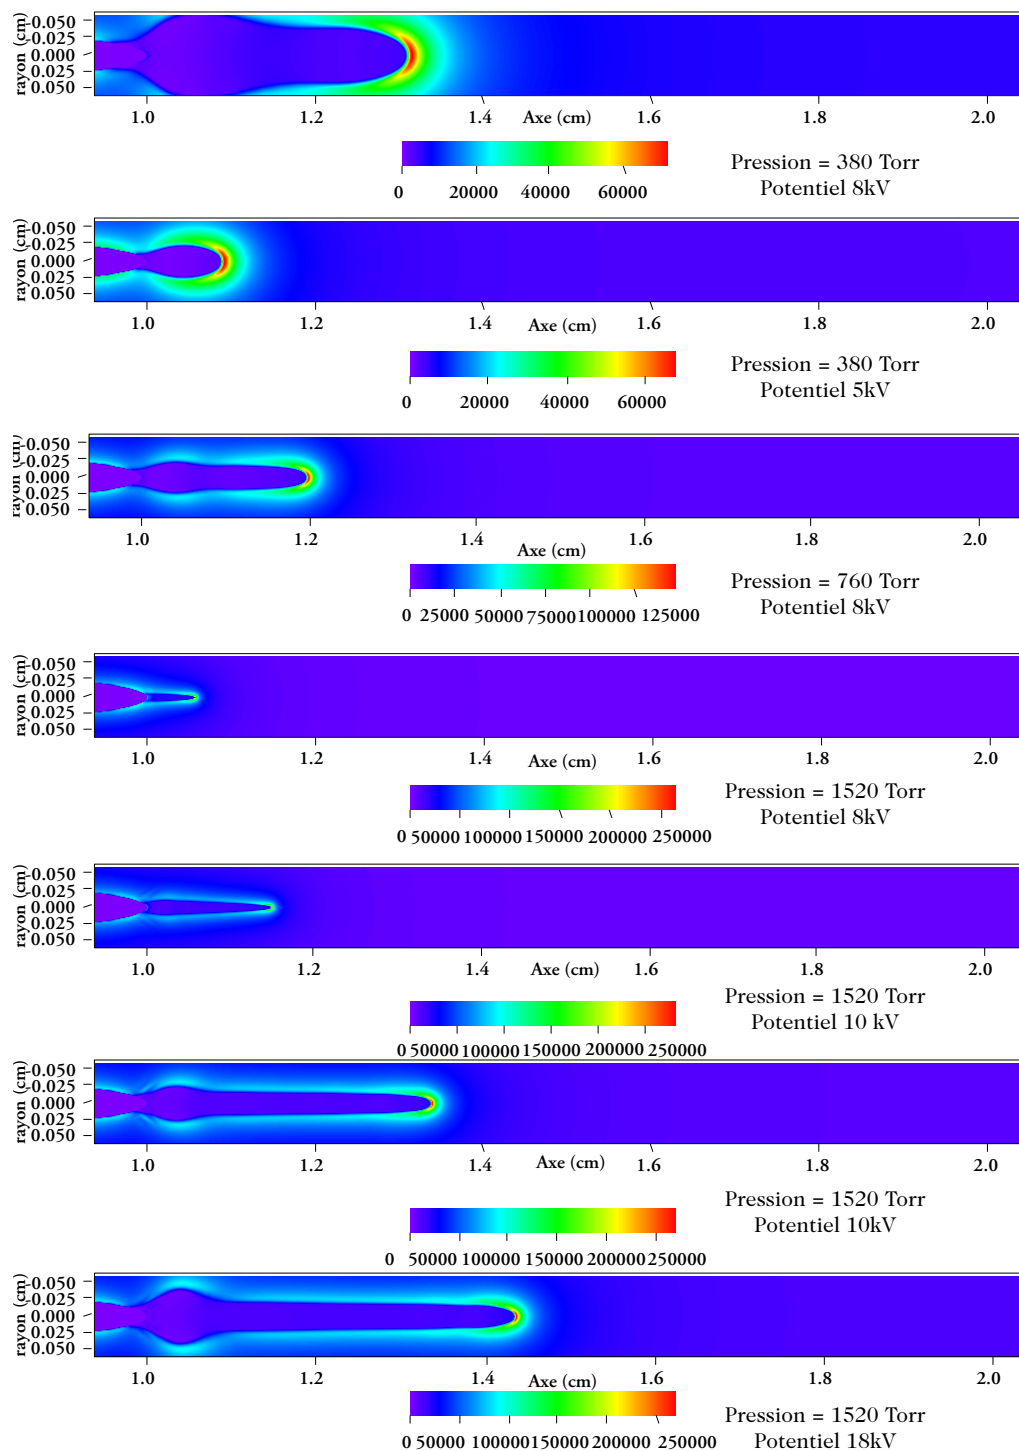 rayon (cm)
-0.050
-0.025
0.000
0.025
0.050
1.0 1.2 1.4 Axe (cm) 1.6 1.8 2.0
0 20000 40000 60000
Pression = 380 Torr
Potentiel 8kV
rayon (cm)
-0.050
-0.025
0.000
0.025
0.050
1.0 1.2 1.4 Axe (cm) 1.6 1.8 2.0
0 20000 40000 60000
Pression = 380 Torr
Potentiel 5kV
rayon (cm)
-0.050
-0.025
0.000
0.025
0.050
1.0 1.2 1.4 1.6 1.8 2.0
Axe (cm)
0 25000 50000 75000 100000 125000
Pression = 760 Torr
Potentiel 8kV
rayon (cm)
-0.050
0.000
0.025
0.050
1.0 1.2 1.4 Axe (cm) 1.6 1.8 2.0
0 50000 100000 150000 200000 250000
Pression = 1520 Torr
Potentiel 8kV
rayon (cm)
-0.050
-0.025
0.000
0.025
0.050
1.0 1.2 1.4 Axe (cm) 1.6 1.8 2.0
0 50000 100000 150000 200000 250000
Pression = 1520 Torr
Potentiel 10 kV
rayon (cm)
-0.050
-0.025
0.000
0.025
0.050
1.0 1.2 1.4 Axe (cm) 1.6 1.8 2.0
0 50000 100000 150000 200000 250000
Pression = 1520 Torr
Potentiel 10kV
rayon (cm)
-0.050
-0.025
0.000
0.025
0.050
1.0 1.2 1.4 Axe (cm) 1.6 1.8 2.0
0 50000 100000 150000 200000 250000
Pression = 1520 Torr
Potentiel 18kV